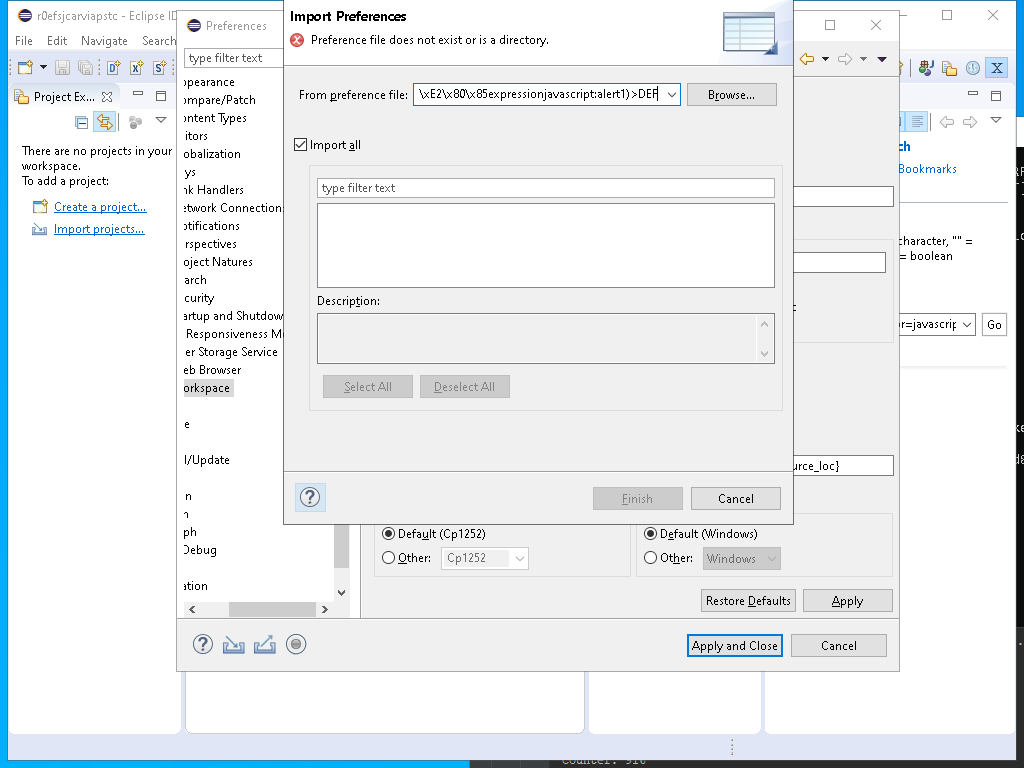 r0efsjcarviapstc - Eclipse ID
File Edit Navigate Search
Project Ex...
There are no projects in your
workspace.
To add a project:
Create a project...
Import projects...
Preferences
type filter text
ppearance
ompare/Patch
ontent Types
itors
obalization
ys
nk Handlers
etwork Connection
otifications
rspectives
oject Natures
arch
curity
artup and Shutdow
Responsiveness M
er Storage Service
eb Browser
orkspace
e
l/Update
n
ph
Debug
ation
Import Preferences
Preference file does not exist or is a directory.
From preference file: \xE2\x80\x85expressionjavascript:alert1)>DEF Browse...
Import all
type filter text
Description:
Select All Deselect All
Finish Cancel
urce_loc}
Default (Cp1252)
Other: Cp1252
Default (Windows)
Other: Windows
Restore Defaults Apply
Apply and Close Cancel
ch
Bookmarks
character, "" =
= boolean
or=javascrip Go
Counter: 916